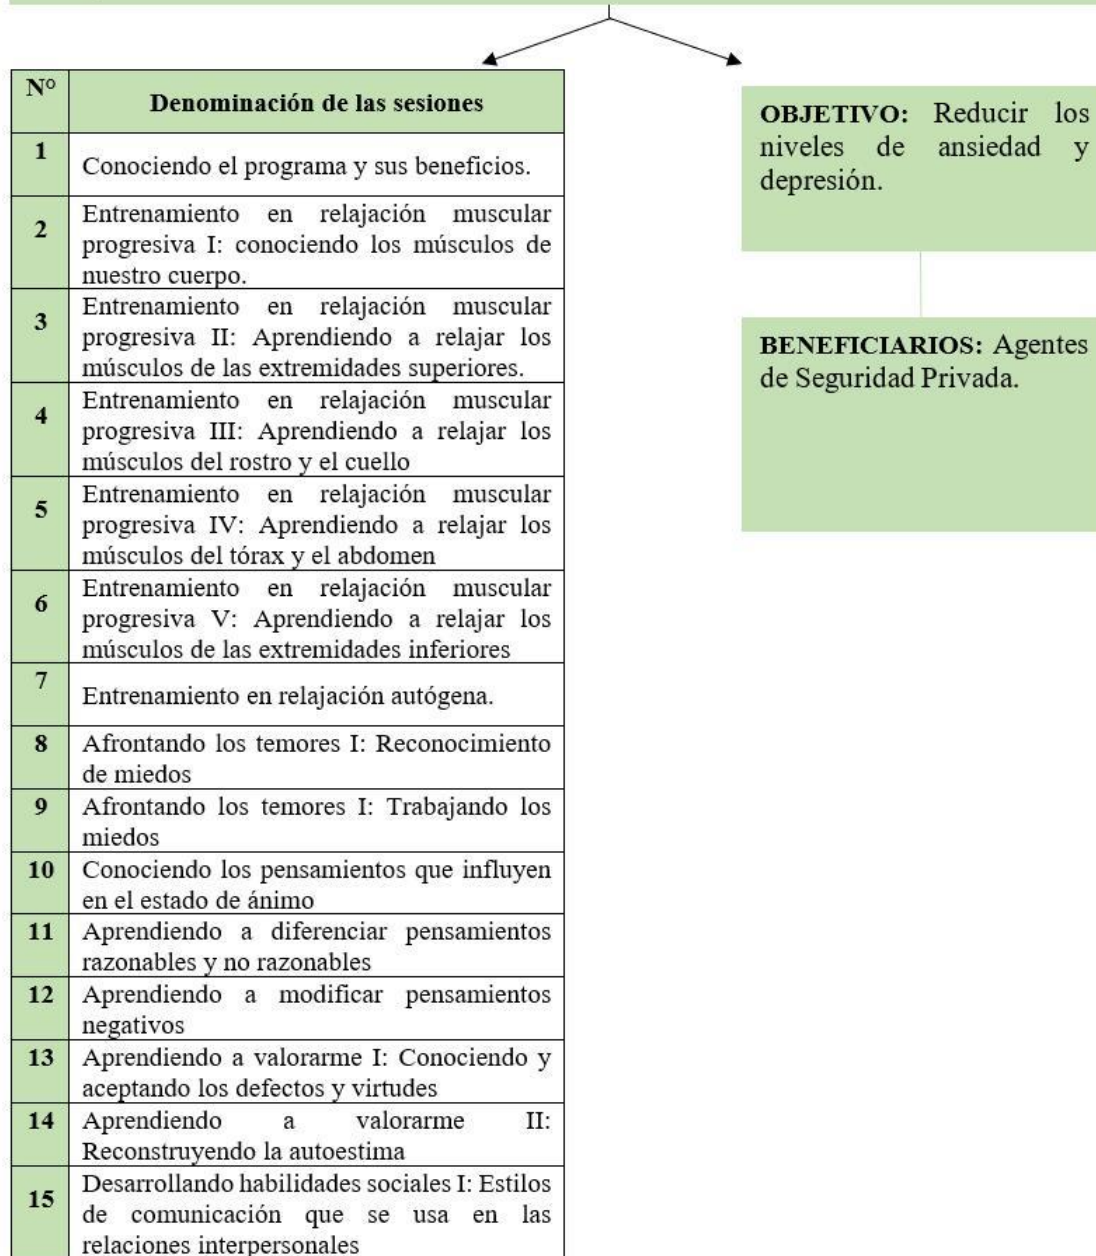 N°
Denominación de las sesiones
1
Conociendo el programa y sus beneficios.
2
Entrenamiento en relajación muscular
progresiva I: conociendo los músculos de
nuestro cuerpo.
3
Entrenamiento en relajación muscular
progresiva II: Aprendiendo a relajar los
músculos de las extremidades superiores.
4
Entrenamiento en relajación muscular
progresiva III: Aprendiendo a relajar los
músculos del rostro y el cuello
5
Entrenamiento en relajación muscular
progresiva IV: Aprendiendo a relajar los
músculos del tórax y el abdomen
6
Entrenamiento en relajación muscular
progresiva V: Aprendiendo a relajar los
músculos de las extremidades inferiores
7
Entrenamiento en relajación autógena.
8
Afrontando los temores I: Reconocimiento
de miedos
9
Afrontando los temores I: Trabajando los
miedos
10
Conociendo los pensamientos que influyen
en el estado de ánimo
11
Aprendiendo a diferenciar pensamientos
razonables y no razonables
12
Aprendiendo a modificar pensamientos
negativos
13
Aprendiendo a valorarme I: Conociendo y
aceptando los defectos y virtudes
14
Aprendiendo a valorarme II:
Reconstruyendo la autoestima
15
Desarrollando habilidades sociales I: Estilos
de comunicación que se usa en las
relaciones interpersonales
OBJETIVO: Reducir los
niveles de ansiedad y
depresión.
BENEFICIARIOS: Agentes
de Seguridad Privada.